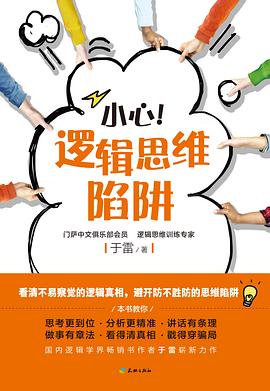 小心！
逻辑思维
陷阱
门萨中文俱乐部会员 逻辑思维训练专家
于雷/著
看清不易察觉的逻辑真相，避开防不胜防的思维陷阱
/本书教你/
思考更到位·分析更精准·讲话有条理
做事有章法·看得清真相·戳得穿骗局
国内逻辑学界畅销书作者于雷崭新力作
天地出版社